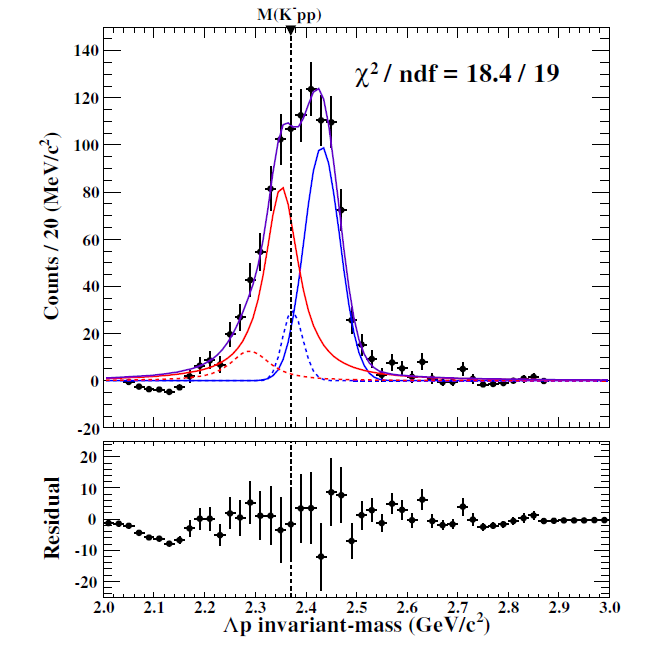 M(K⁻pp)
χ² / ndf = 18.4 / 19
Counts / 20 (MeV/c²)
140
120
100
80
60
40
20
0
-20
Residual
20
10
0
-10
-20
2.0 2.1 2.2 2.3 2.4 2.5 2.6 2.7 2.8 2.9 3.0
Λp invariant-mass (GeV/c²)